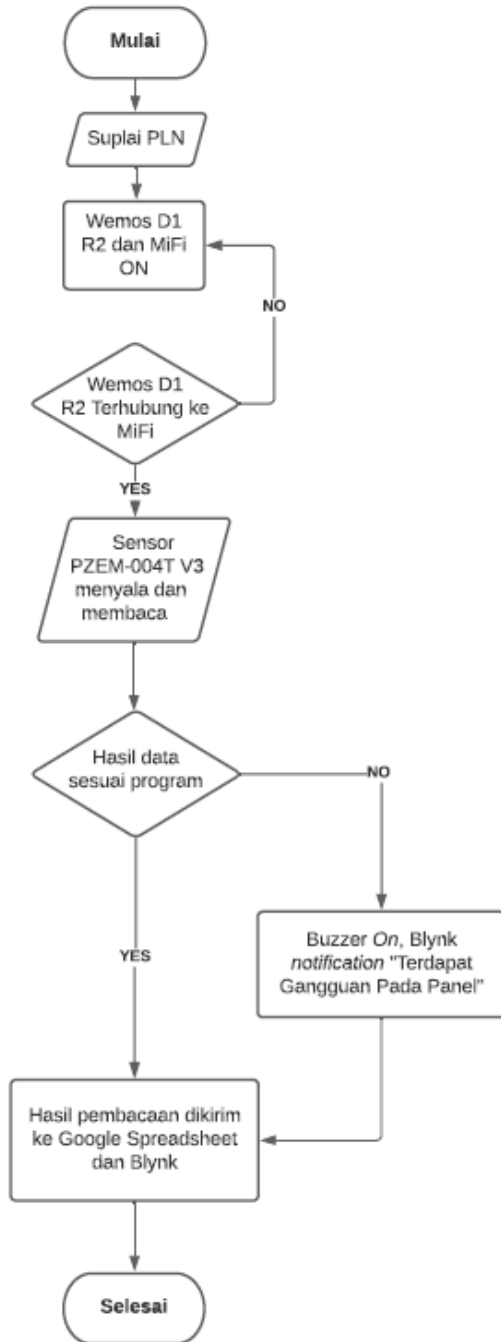 Mulai
Suplai PLN
Wemos D1
R2 dan MiFi
ON
NO
Wemos D1
R2 Terhubung ke
MiFi
YES
Sensor
PZEM-004T V3
menyala dan
membaca
Hasil data
sesuai program
NO
YES
Buzzer On, Blynk
notification "Terdapat
Gangguan Pada Panel"
Hasil pembacaan dikirim
ke Google Spreadsheet
dan Blynk
Selesai